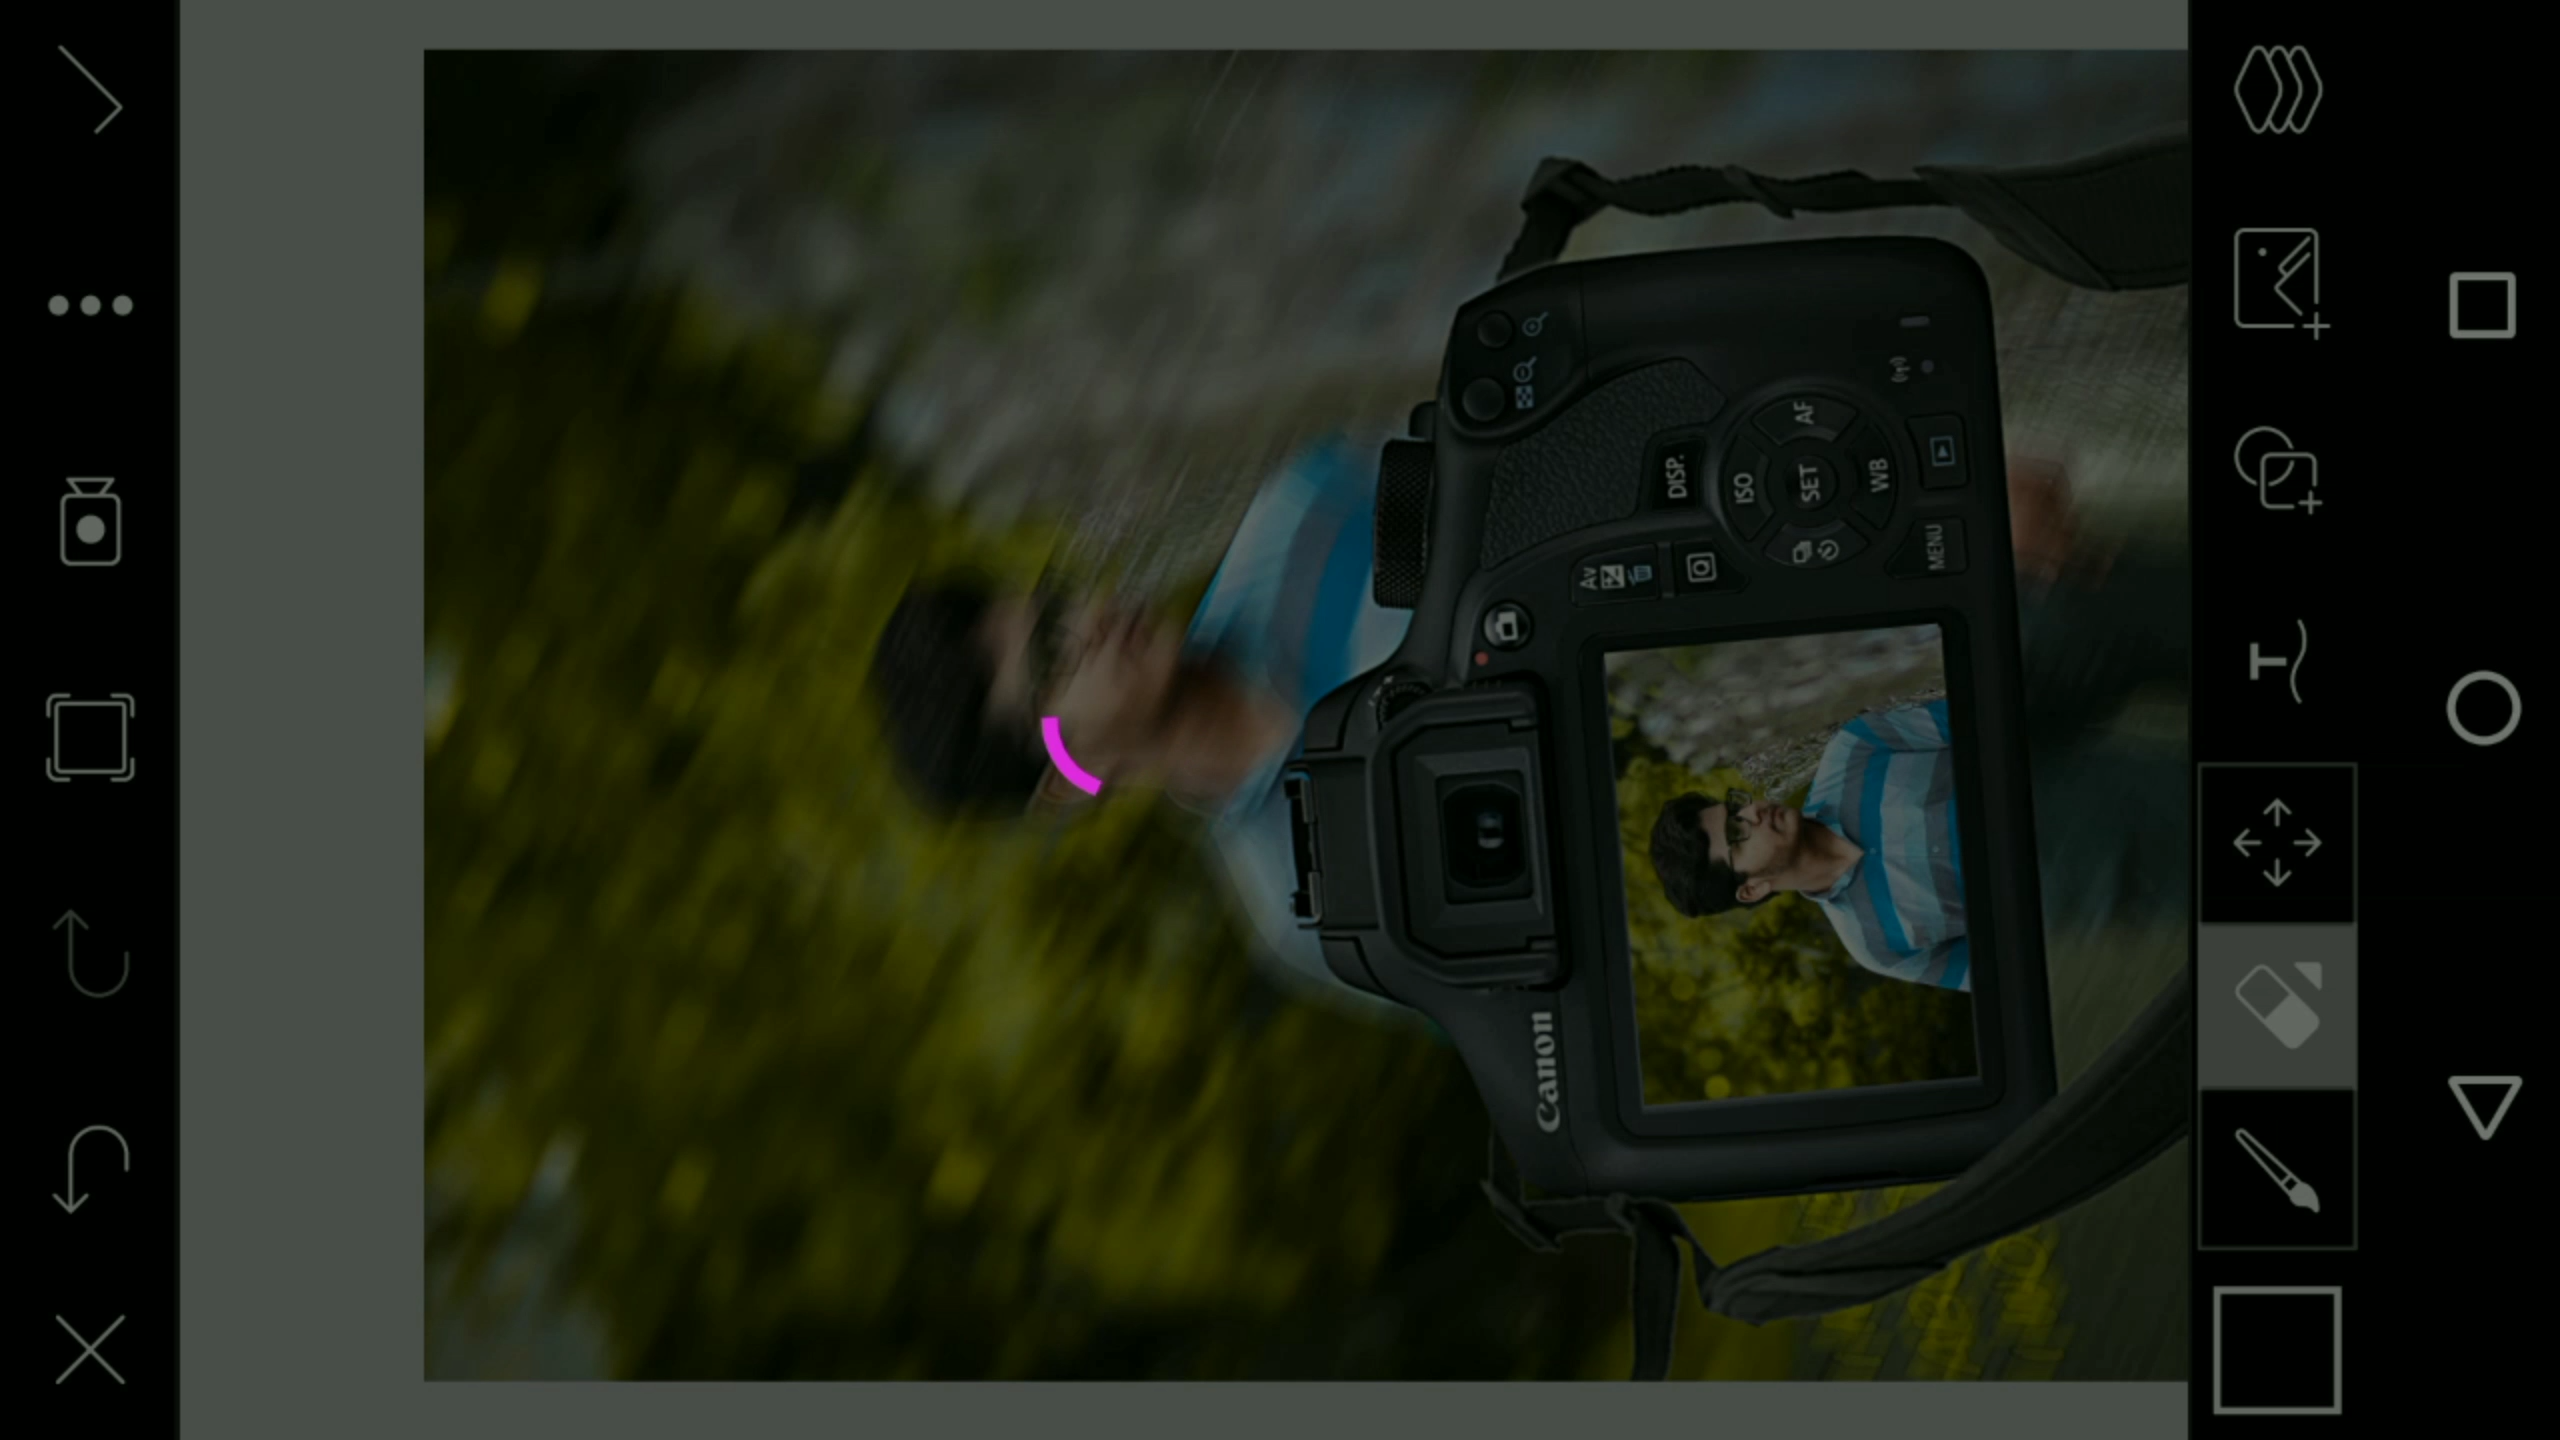 AF
DISP.
ISO
SET
WB
MENU
Av
Canon